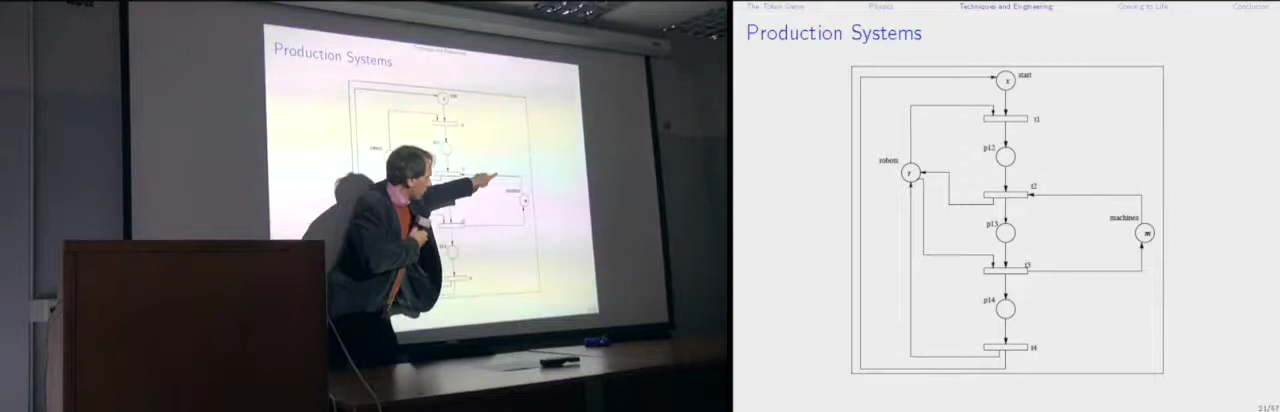 Production Systems
The Token Game Physics Techniques and Engineering Coming to Life Conclusion
Production Systems
start
t1
p12
robots
r
t2
machines
p13
m
t3
p14
t4
21/57